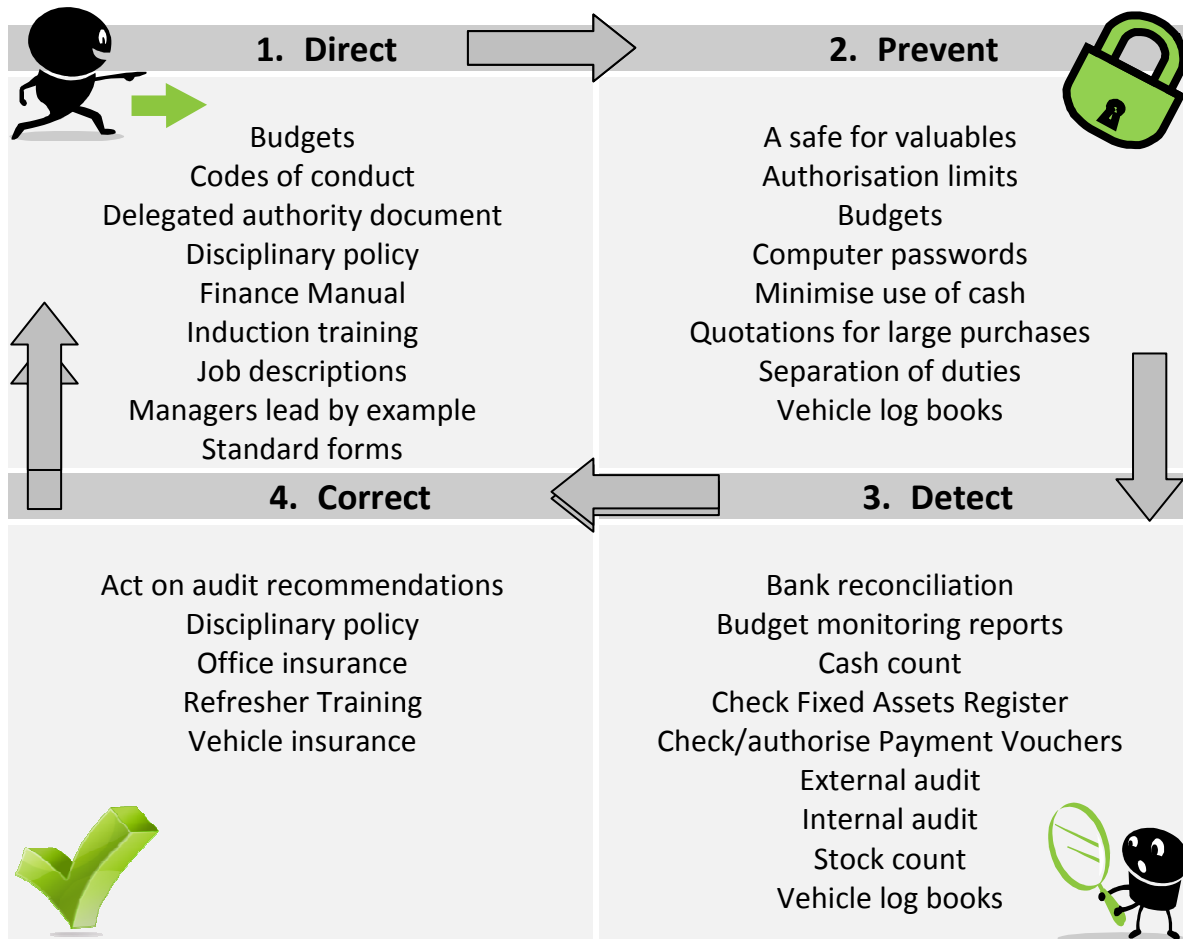 1. Direct
Budgets
Codes of conduct
Delegated authority document
Disciplinary policy
Finance Manual
Induction training
Job descriptions
Managers lead by example
Standard forms
2. Prevent
A safe for valuables
Authorisation limits
Budgets
Computer passwords
Minimise use of cash
Quotations for large purchases
Separation of duties
Vehicle log books
3. Detect
Bank reconciliation
Budget monitoring reports
Cash count
Check Fixed Assets Register
Check/authorise Payment Vouchers
External audit
Internal audit
Stock count
Vehicle log books
4. Correct
Act on audit recommendations
Disciplinary policy
Office insurance
Refresher Training
Vehicle insurance